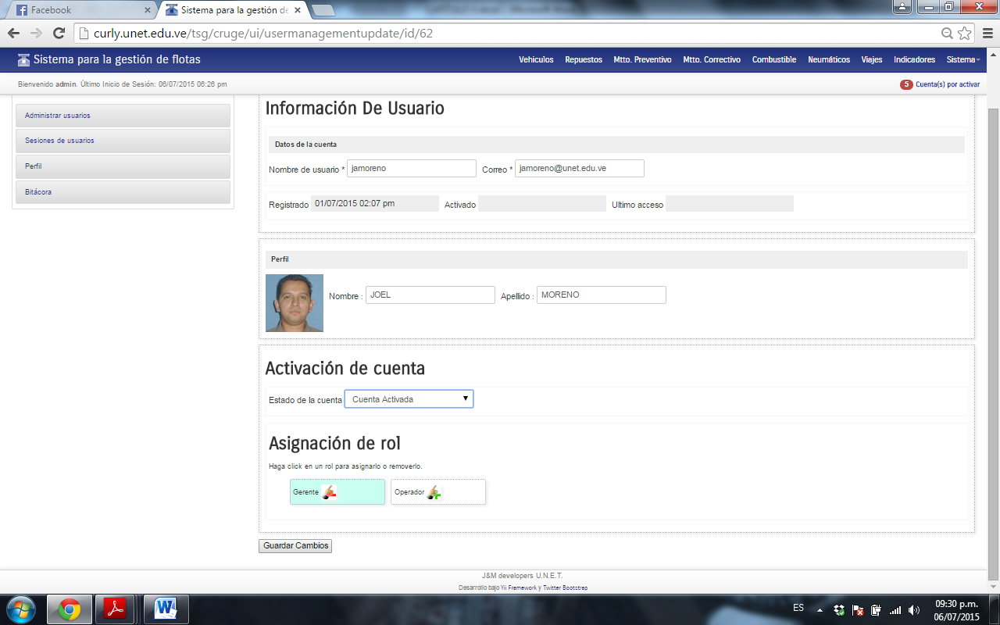 Facebook
Sistema para la gestión de
curly.unet.edu.ve/tsg/cruge/ui/usermanagementupdate/id/62
Sistema para la gestión de flotas
Vehiculos Repuestos Mtto. Preventivo Mtto. Correctivo Combustible Neumáticos Viajes Indicadores Sistema
Bienvenido admin. Último Inicio de Sesión: 06/07/2015 06:26 pm
5 Cuenta(s) por activar
Administrar usuarios
Sesiones de usuarios
Perfil
Bitácora
Información De Usuario
Datos de la cuenta
Nombre de usuario * jamoreno Correo * jamoreno@unet.edu.ve
Registrado 01/07/2015 02:07 pm Activado Ultimo acceso
Perfil
Nombre : JOEL Apellido : MORENO
Activación de cuenta
Estado de la cuenta Cuenta Activada
Asignación de rol
Haga click en un rol para asignarlo o removerlo.
Gerente Operador
Guardar Cambios
J&M developers U.N.E.T.
Desarrollo bajo Yii Framework y Twitter Bootstrap
ES 09:30 p.m.
06/07/2015